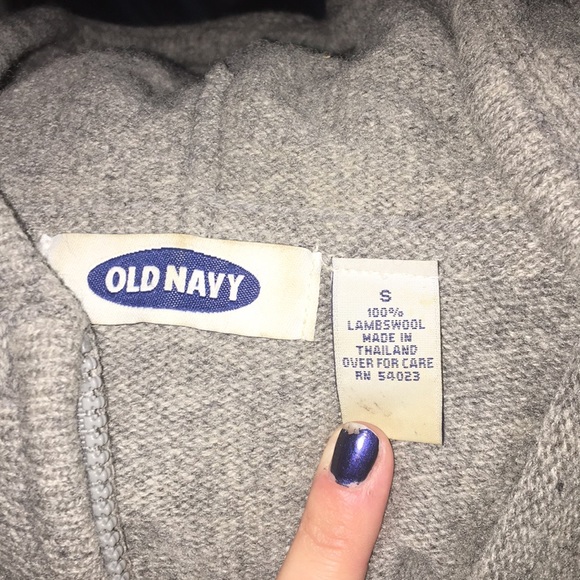 OLD NAVY
S
100%
LAMBSWOOL
MADE IN
THAILAND
OVER FOR CARE
RN 54023